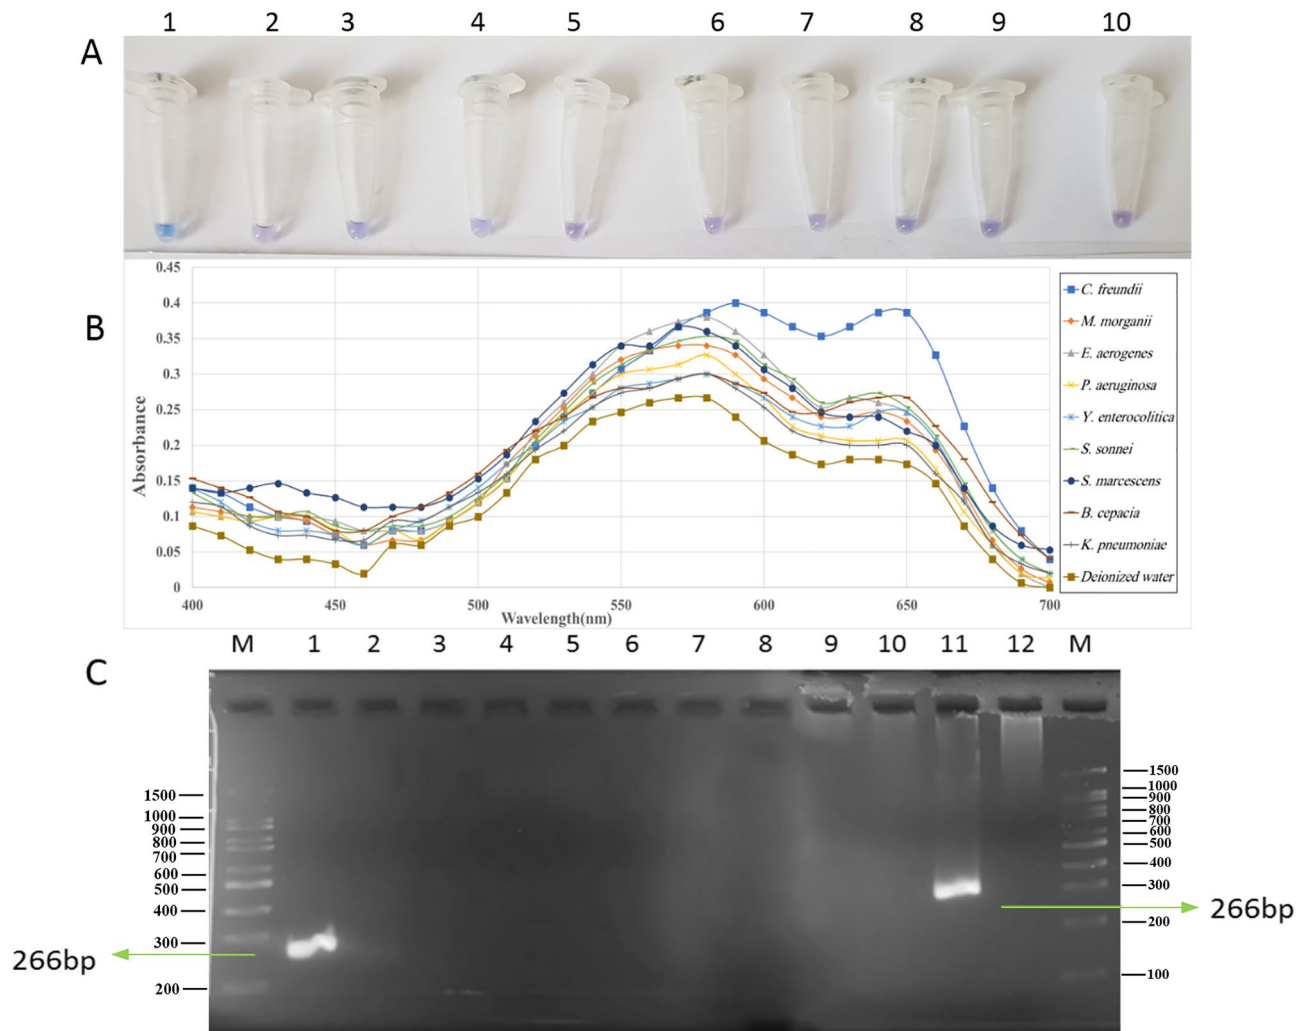 1 2 3 4 5 6 7 8 9 10
A
B
0.45
0.4
0.35
0.3
0.25
0.2
0.15
0.1
0.05
0
Absorbance
400 450 500 550 600 650 700
Wavelength(nm)
C. freundii
M. morganii
E. aerogenes
P. aeruginosa
Y. enterocolitica
S. sonnei
S. marcescens
B. cepacia
K. pneumoniae
Deionized water
M 1 2 3 4 5 6 7 8 9 10 11 12 M
C
1500
1000
900
800
700
600
500
400
300
200
266bp
1500
1000
900
800
700
600
500
400
300
200
100
266bp